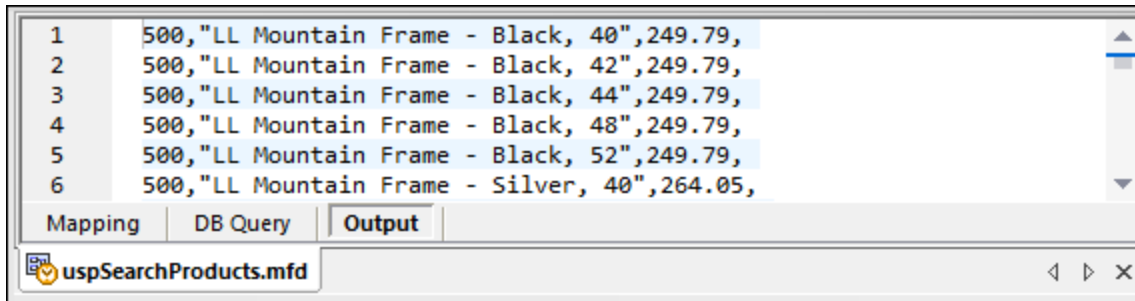 1 500,"LL Mountain Frame - Black, 40",249.79,
2 500,"LL Mountain Frame - Black, 42",249.79,
3 500,"LL Mountain Frame - Black, 44",249.79,
4 500,"LL Mountain Frame - Black, 48",249.79,
5 500,"LL Mountain Frame - Black, 52",249.79,
6 500,"LL Mountain Frame - Silver, 40",264.05,
Mapping DB Query Output
uspSearchProducts.mfd